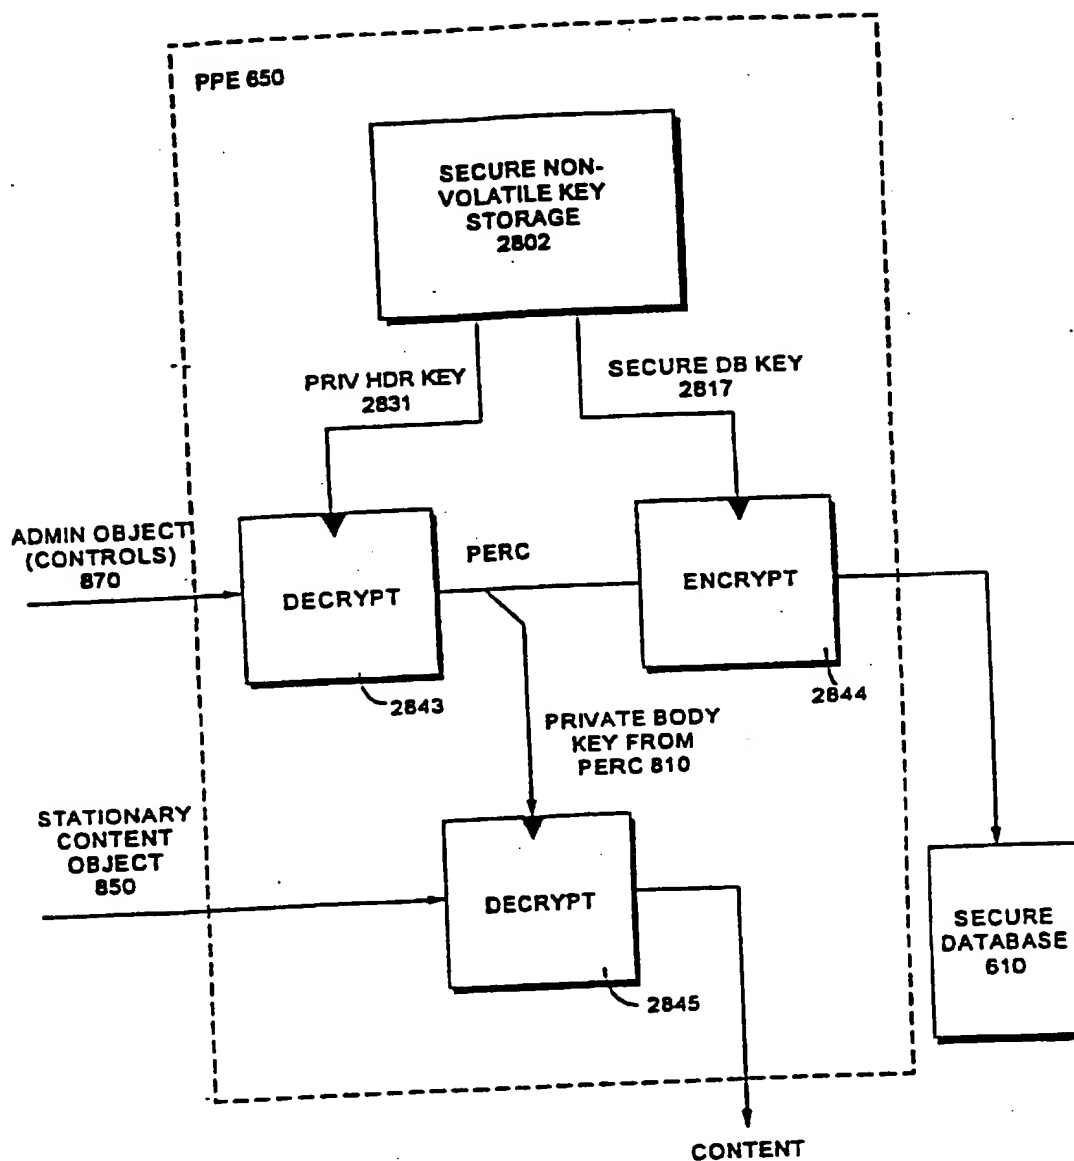 PPE 650
SECURE NON-
VOLATILE KEY
STORAGE
2802
PRIV HDR KEY
2831
SECURE DB KEY
2817
ADMIN OBJECT
(CONTROLS)
870
DECRYPT
2843
PERC
ENCRYPT
2844
PRIVATE BODY
KEY FROM
PERC 810
STATIONARY
CONTENT
OBJECT
850
DECRYPT
2845
SECURE
DATABASE
610
CONTENT